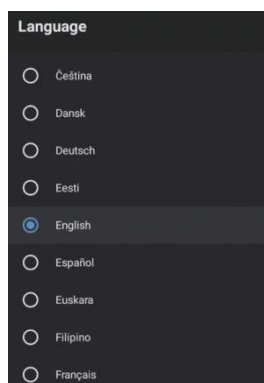 Language
Čeština
Dansk
Deutsch
Eesti
English
Español
Euskara
Filipino
Français